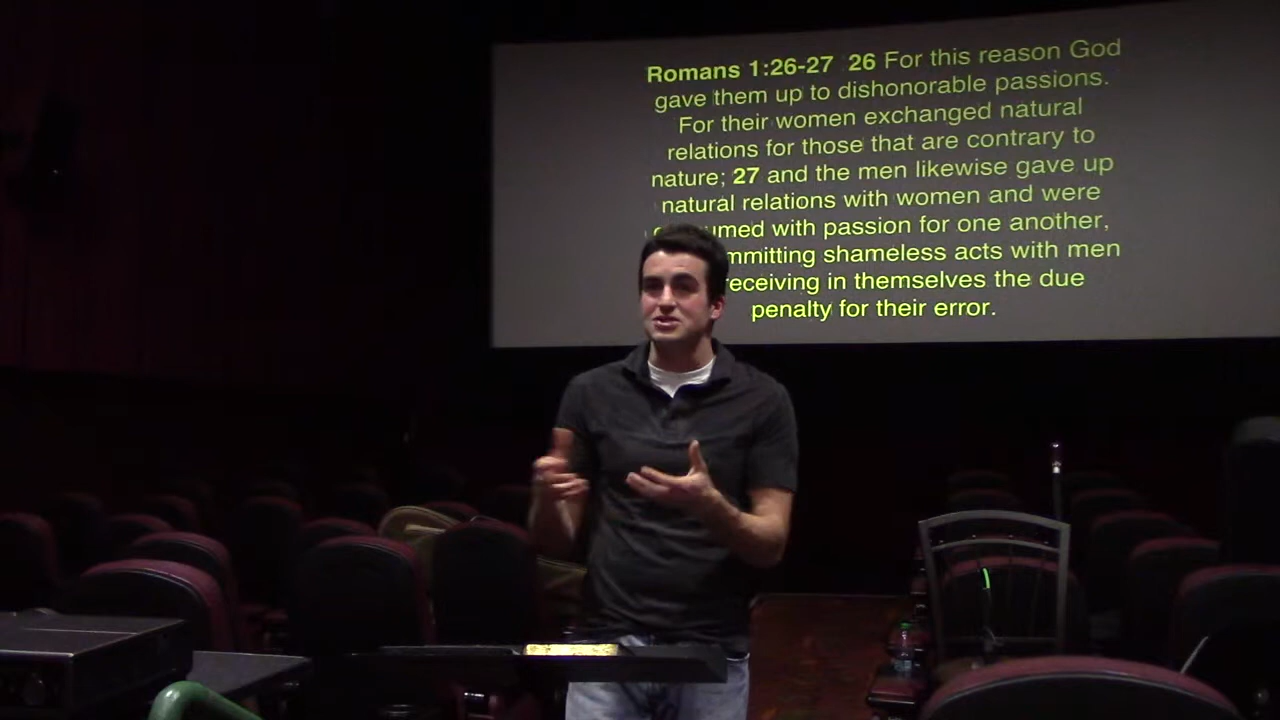 Romans 1:26-27 26 For this reason God
gave them up to dishonorable passions.
For their women exchanged natural
relations for those that are contrary to
nature; 27 and the men likewise gave up
natural relations with women and were
with passion for one another,
shameless acts with men
in themselves the due
penalty for their error.